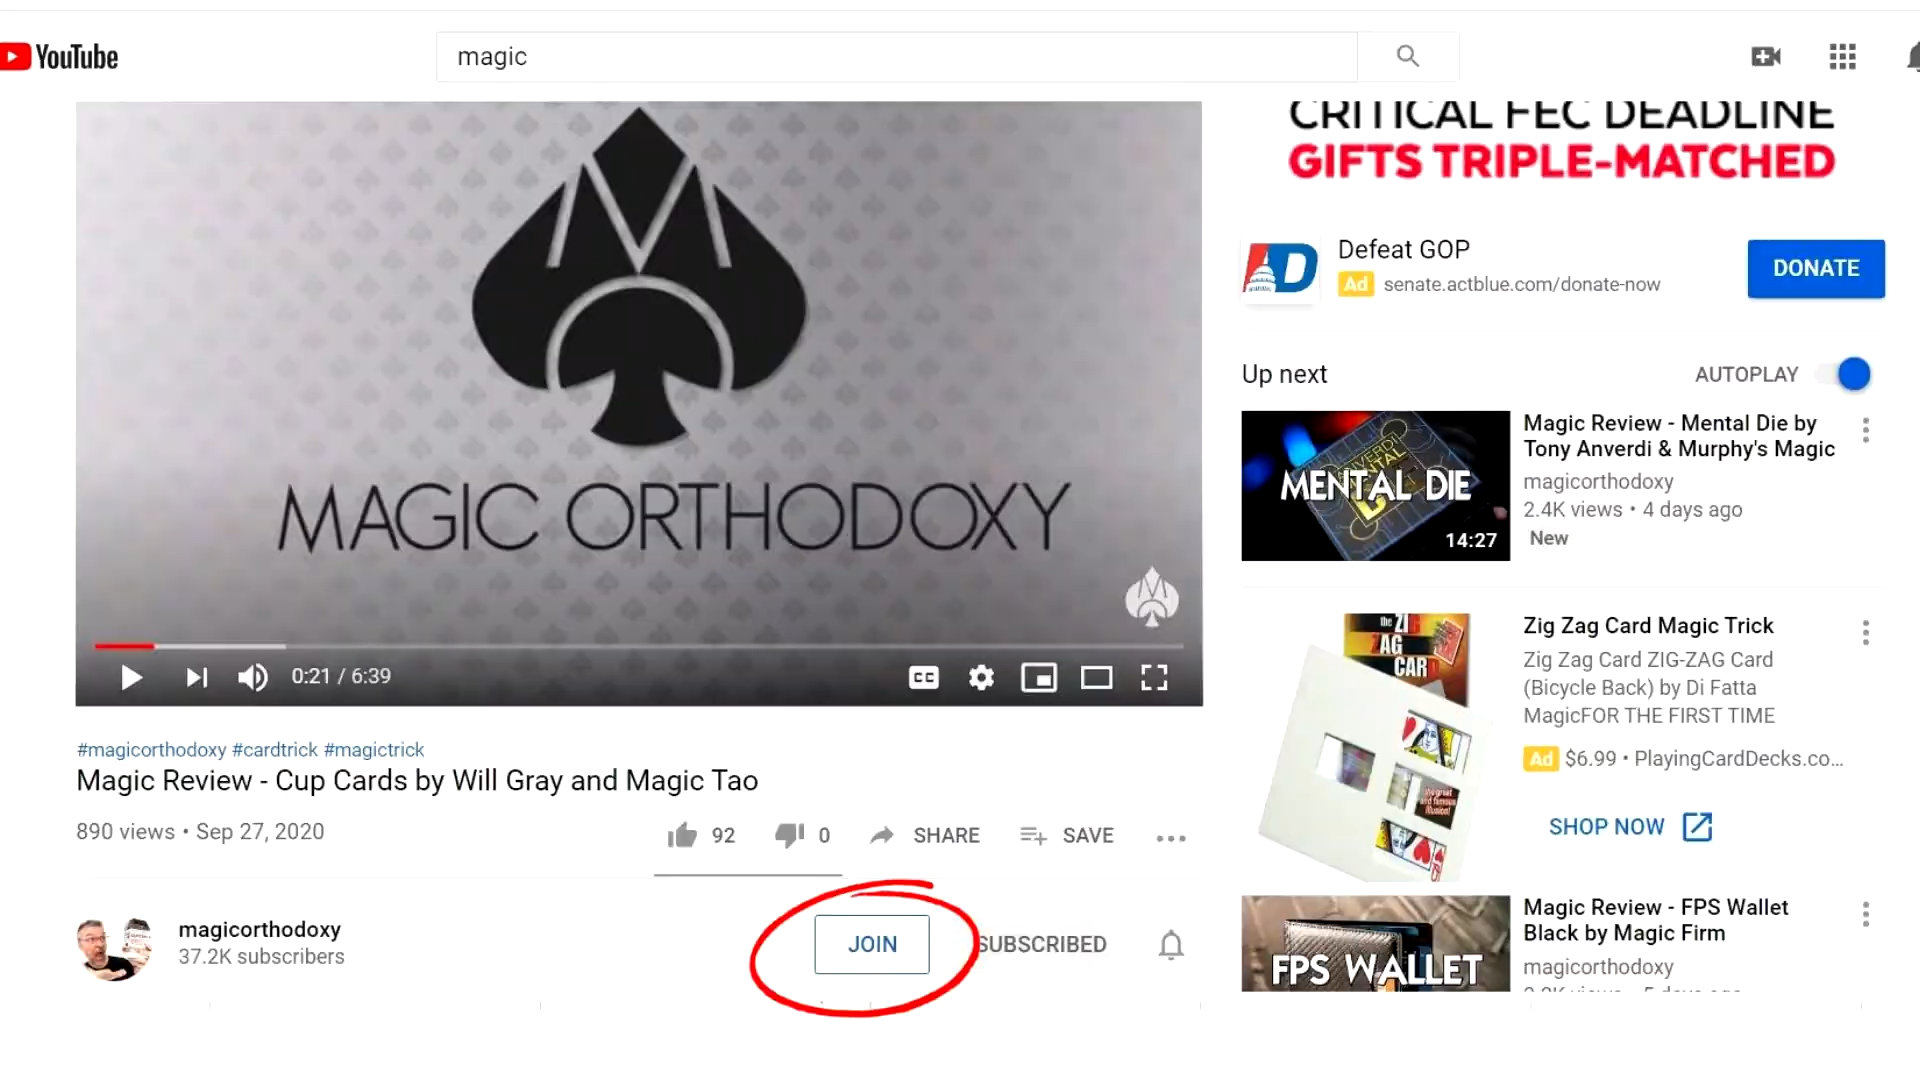 YouTube
magic
MAGIC ORTHODOXY
0:21 / 6:39
CC
#magicorthodoxy #cardtrick #magictrick
Magic Review - Cup Cards by Will Gray and Magic Tao
890 views • Sep 27, 2020
92
0
SHARE
SAVE
magicorthodoxy
37.2K subscribers
JOIN
SUBSCRIBED
CRITICAL FEC DEADLINE
GIFTS TRIPLE-MATCHED
Defeat GOP
Ad senate.actblue.com/donate-now
DONATE
Up next
AUTOPLAY
MENTAL DIE
14:27
Magic Review - Mental Die by
Tony Anverdi & Murphy's Magic
magicorthodoxy
2.4K views • 4 days ago
New
the ZIG
ZAG
CARD
Zig Zag Card Magic Trick
Zig Zag Card ZIG-ZAG Card
(Bicycle Back) by Di Fatta
MagicFOR THE FIRST TIME
Ad $6.99 • PlayingCardDecks.co...
SHOP NOW
FPS WALLET
Magic Review - FPS Wallet
Black by Magic Firm
magicorthodoxy